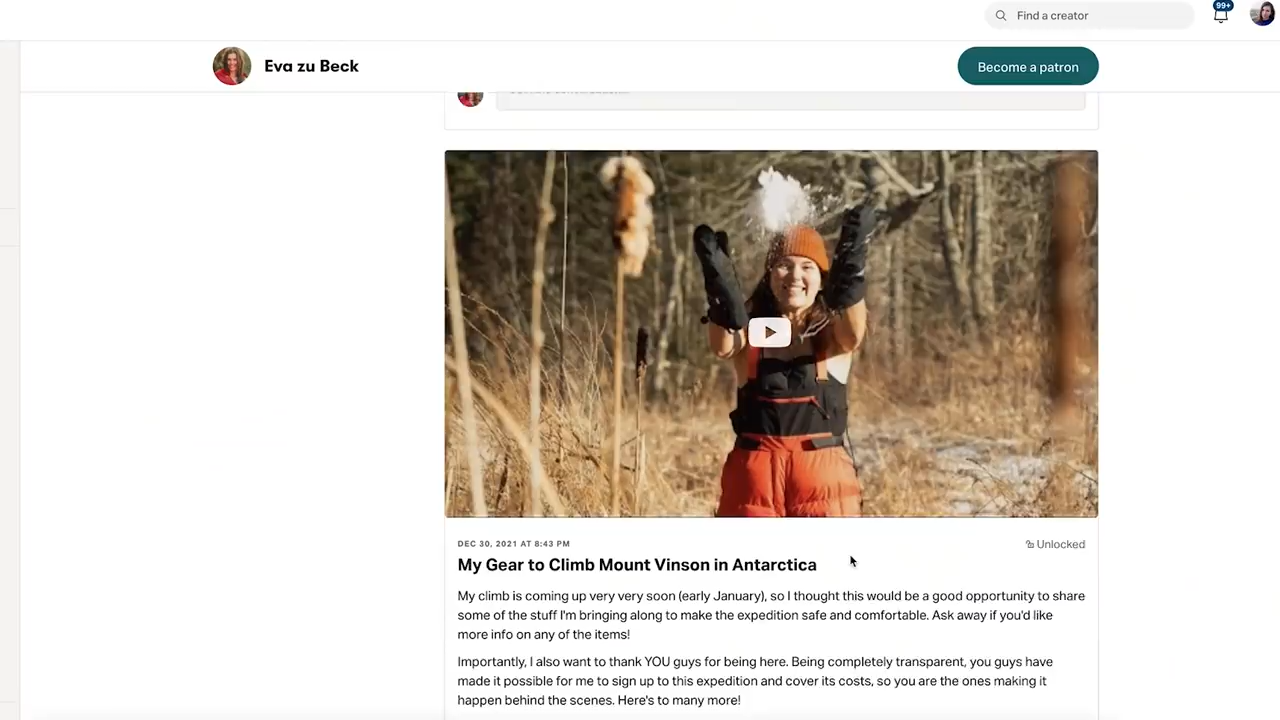 Find a creator
99+
Eva zu Beck
Become a patron
DEC 30, 2021 AT 8:43 PM
Unlocked
My Gear to Climb Mount Vinson in Antarctica
My climb is coming up very very soon (early January), so I thought this would be a good opportunity to share
some of the stuff I'm bringing along to make the expedition safe and comfortable. Ask away if you'd like
more info on any of the items!
Importantly, I also want to thank YOU guys for being here. Being completely transparent, you guys have
made it possible for me to sign up to this expedition and cover its costs, so you are the ones making it
happen behind the scenes. Here's to many more!